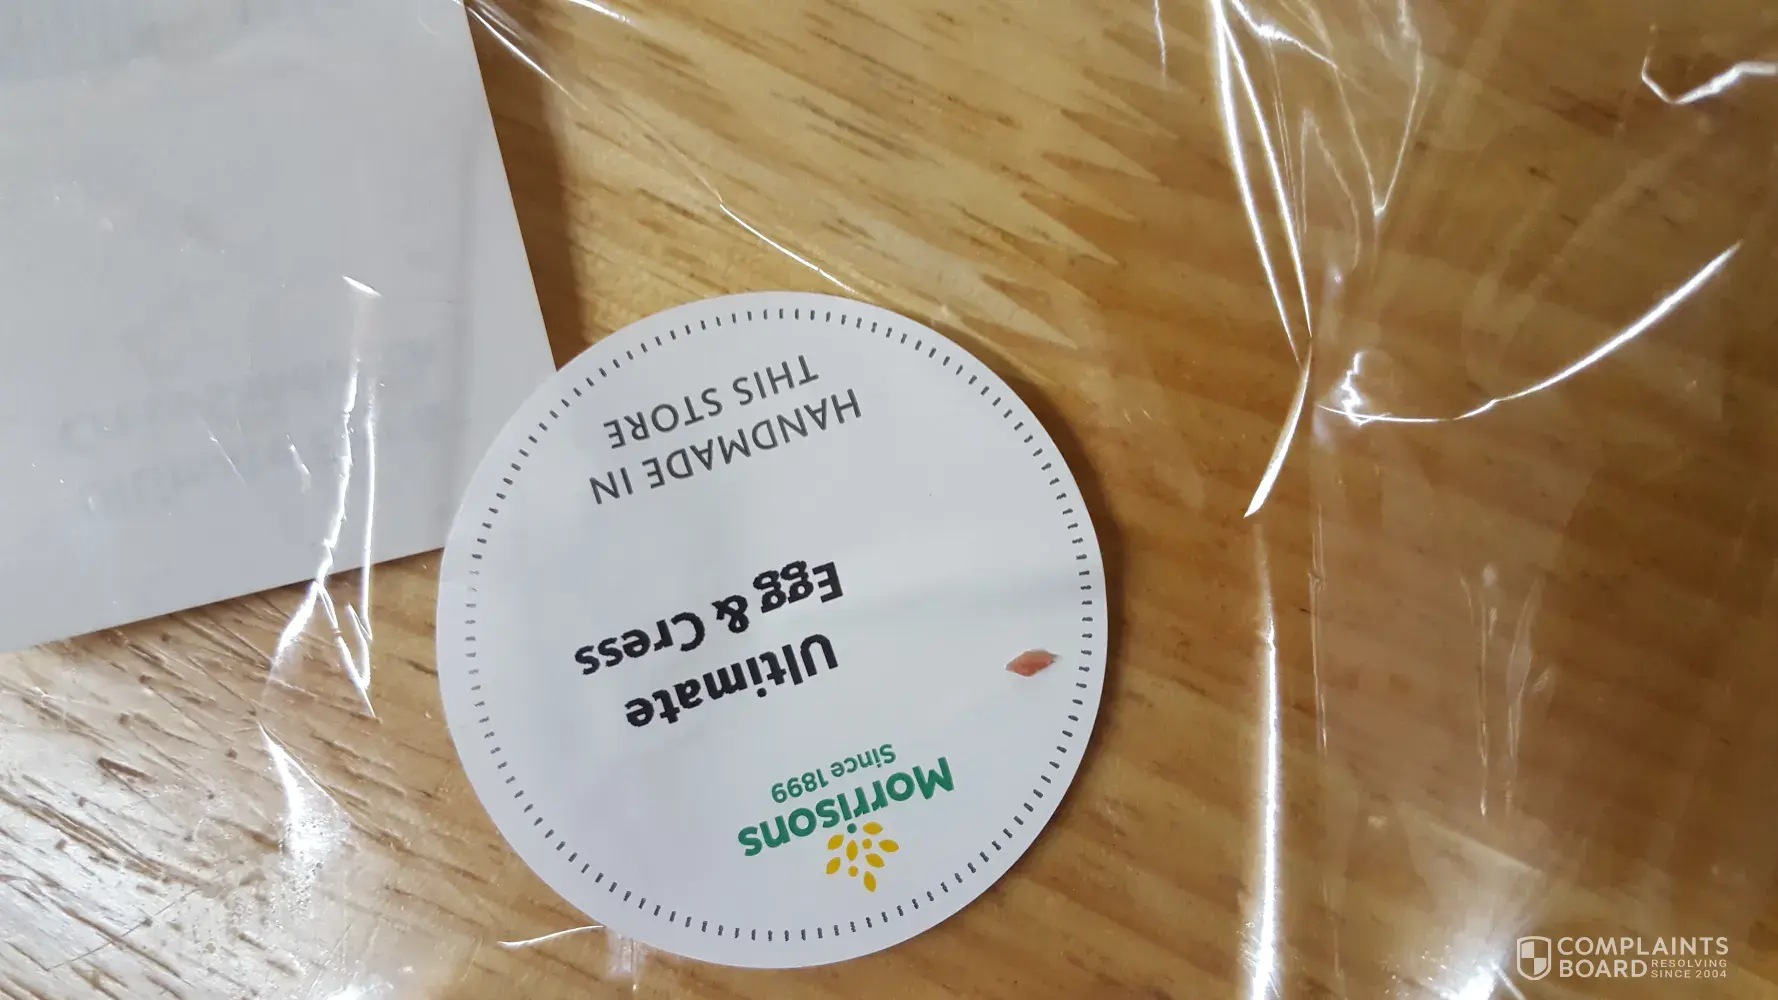 Morrisons
Since 1899
Ultimate
Egg & Cress
HANDMADE IN
THIS STORE
COMPLAINTS
BOARD RESOLVING
SINCE 2004